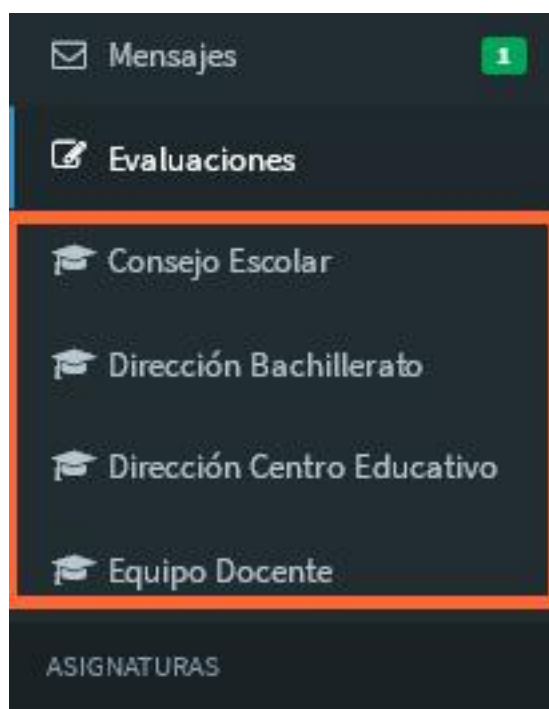 Mensajes 1
Evaluaciones
Consejo Escolar
Dirección Bachillerato
Dirección Centro Educativo
Equipo Docente
ASIGNATURAS